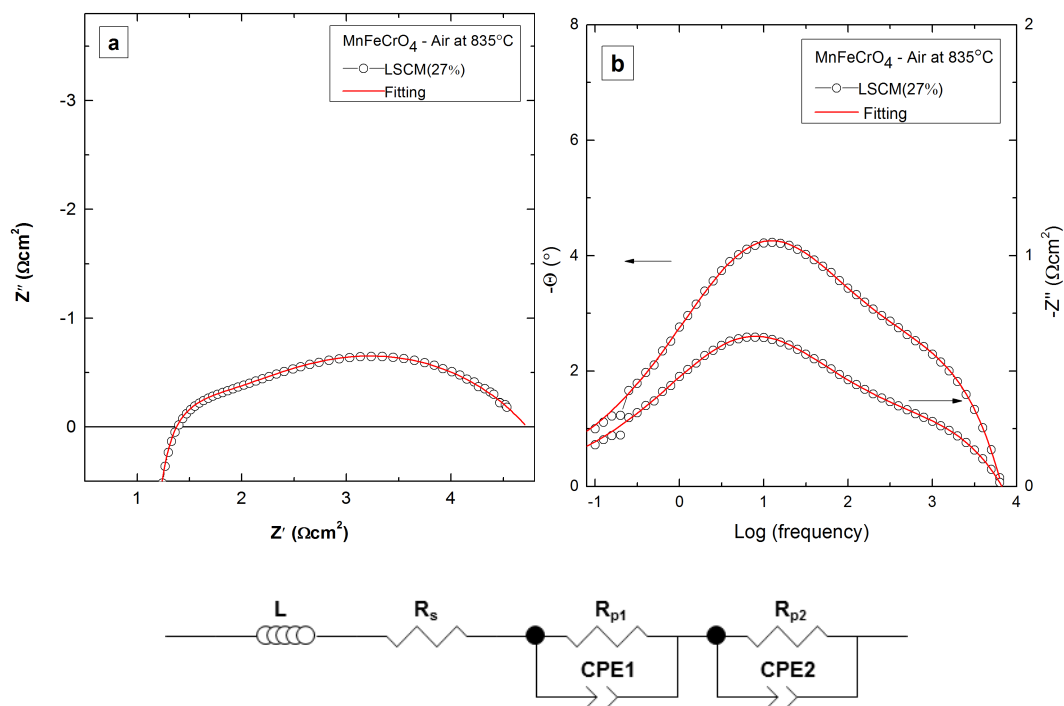 a
MnFeCrO₄ - Air at 835°C
LSCM(27%)
Fitting
-3
-2
-1
0
Z'' (Ωcm²)
1
2
3
4
Z' (Ωcm²)
b
MnFeCrO₄ - Air at 835°C
LSCM(27%)
Fitting
8
6
4
2
0
-Θ (°)
2
1
0
-Z'' (Ωcm²)
-1
0
1
2
3
4
Log (frequency)
L
Rs
Rp1
Rp2
CPE1
CPE2